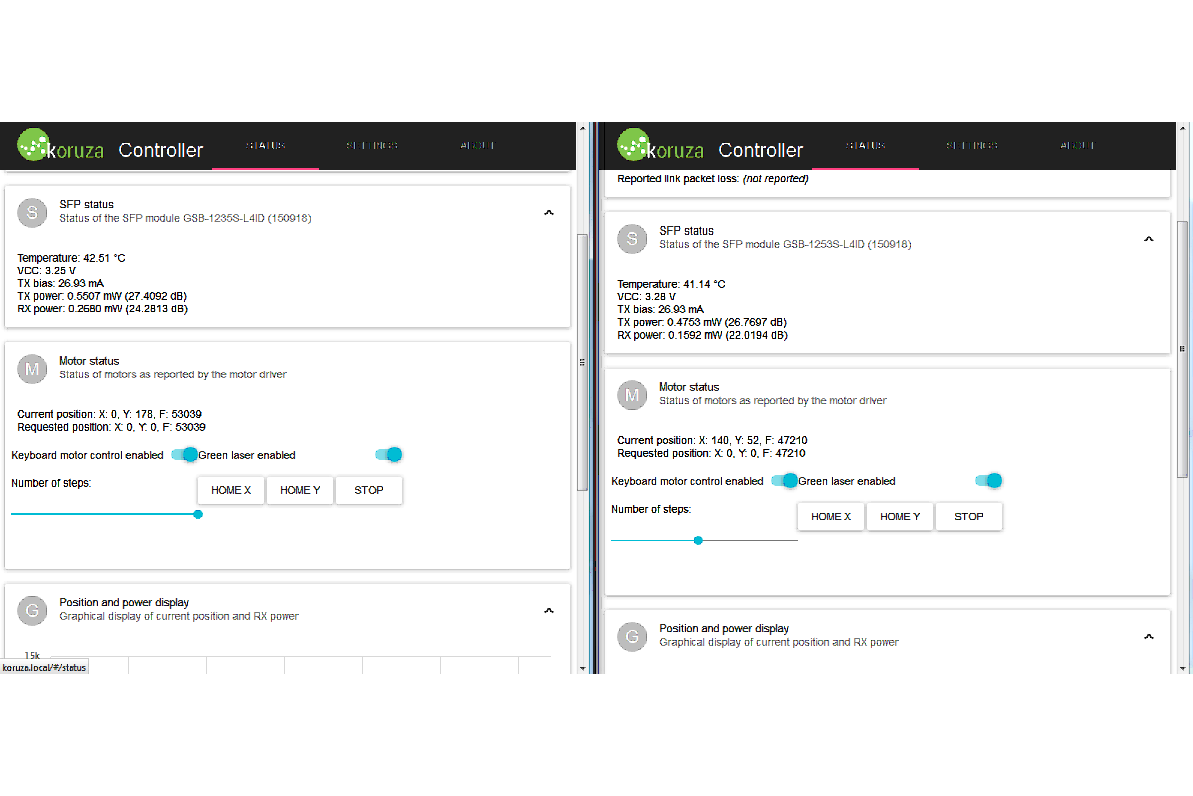 koruza Controller STATUS SETTINGS ABOUT
SFP status
Status of the SFP module GSB-1235S-L4ID (150918)
Temperature: 42.51 °C
VCC: 3.25 V
TX bias: 26.93 mA
TX power: 0.5507 mW (27.4092 dB)
RX power: 0.2680 mW (24.2813 dB)
Motor status
Status of motors as reported by the motor driver
Current position: X: 0, Y: 178, F: 53039
Requested position: X: 0, Y: 0, F: 53039
Keyboard motor control enabled Green laser enabled
Number of steps: HOME X HOME Y STOP
Position and power display
Graphical display of current position and RX power
15k
koruza.local/#/status
koruza Controller STATUS SETTINGS ABOUT
Reported link packet loss: (not reported)
SFP status
Status of the SFP module GSB-1253S-L4ID (150918)
Temperature: 41.14 °C
VCC: 3.28 V
TX bias: 26.93 mA
TX power: 0.4753 mW (26.7697 dB)
RX power: 0.1592 mW (22.0194 dB)
Motor status
Status of motors as reported by the motor driver
Current position: X: 140, Y: 52, F: 47210
Requested position: X: 0, Y: 0, F: 47210
Keyboard motor control enabled Green laser enabled
Number of steps: HOME X HOME Y STOP
Position and power display
Graphical display of current position and RX power
S
M
G
S
M
G